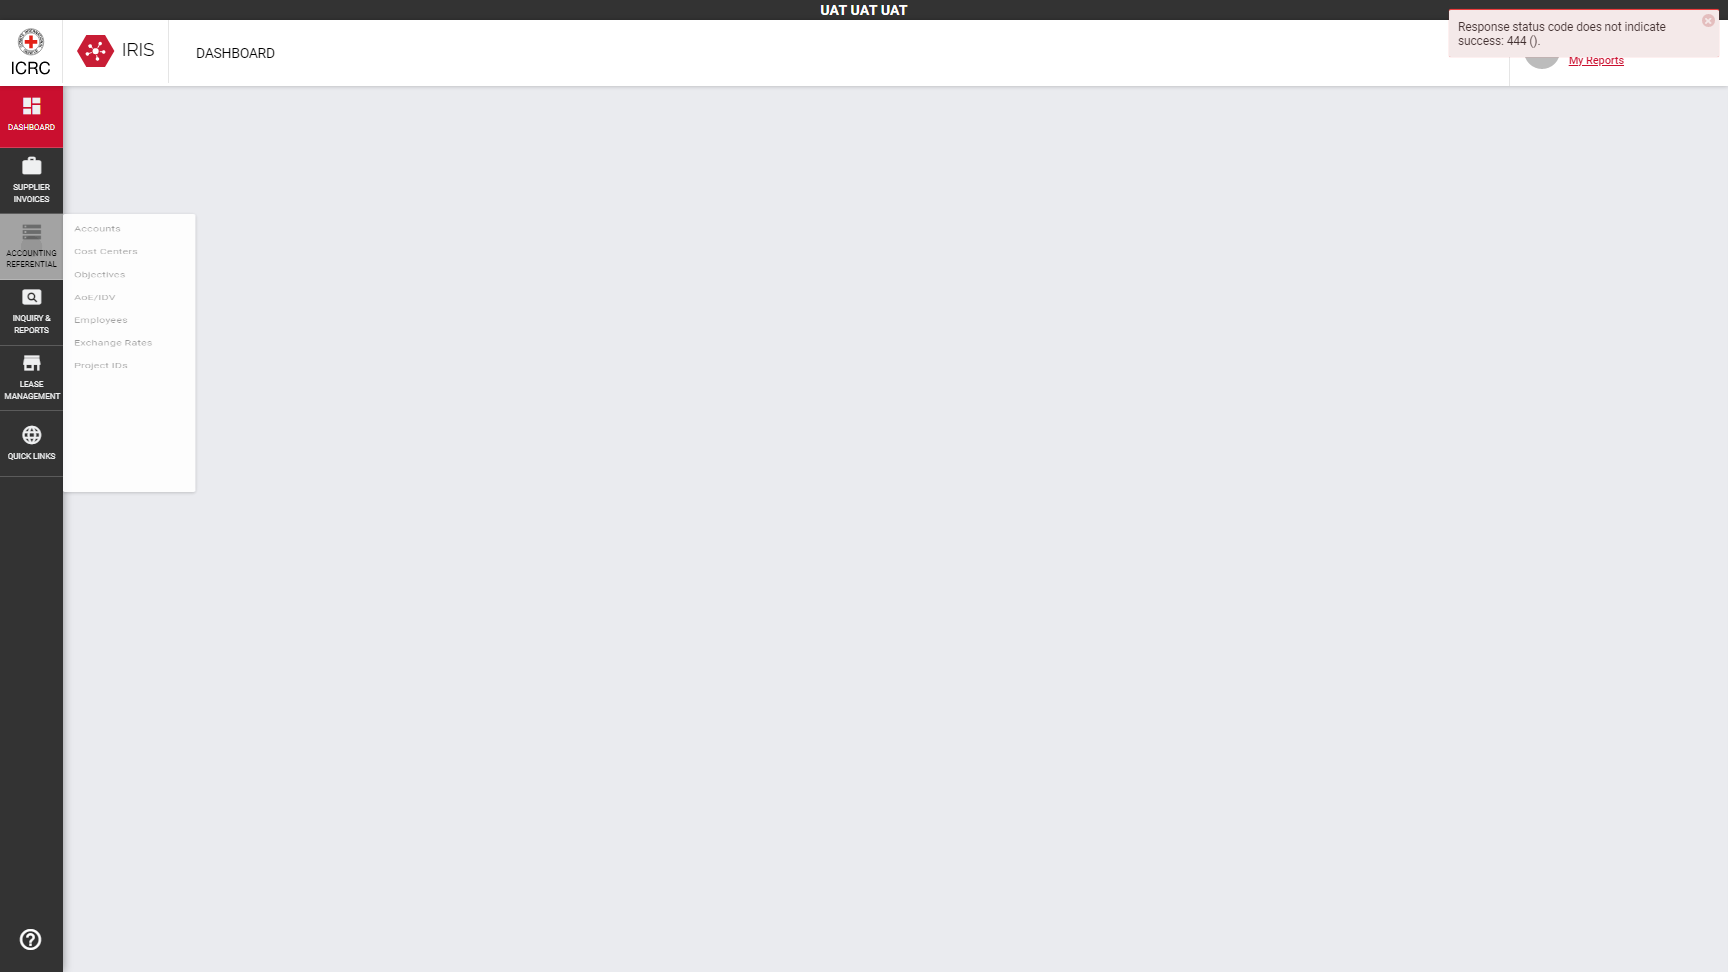 UAT UAT UAT
ICRC
IRIS
DASHBOARD
Response status code does not indicate
success: 444 ().
My Reports
DASHBOARD
SUPPLIER
INVOICES
ACCOUNTING
REFERENTIAL
Accounts
Cost Centers
Objectives
AoE/IDV
Employees
Exchange Rates
Project IDs
INQUIRY &
REPORTS
LEASE
MANAGEMENT
QUICK LINKS